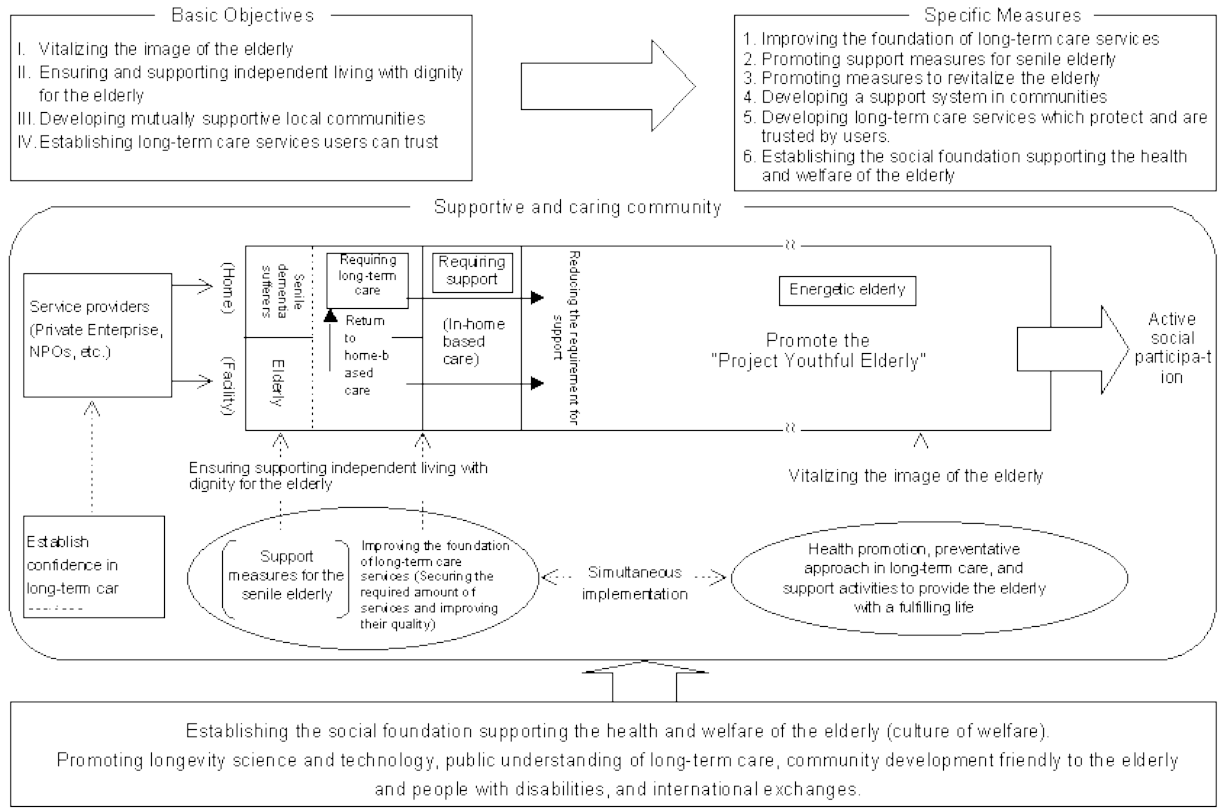 Basic Objectives
I. Vitalizing the image of the elderly
II. Ensuring and supporting independent living with dignity
for the elderly
III. Developing mutually supportive local communities
IV. Establishing long-term care services users can trust
Specific Measures
1. Improving the foundation of long-term care services
2. Promoting support measures for senile elderly
3. Promoting measures to revitalize the elderly
4. Developing a support system in communities
5. Developing long-term care services which protect and are
trusted by users.
6. Establishing the social foundation supporting the health
and welfare of the elderly
Supportive and caring community
Service providers
(Private Enterprise,
NPOs, etc.)
(Home)
(Facility)
Senile
dementia
sufferers
Elderly
Requiring
long-term
care
Return
to
home-b
ased care
Requiring
support
(In-home
based care)
Reducing the requirement for
support
Energetic elderly
Promote the
"Project Youthful Elderly"
Active
social
participa-t
ion
Ensuring supporting independent living with
dignity for the elderly
Vitalizing the image of the elderly
Establish
confidence in
long-term car
Support
measures for the
senile elderly
Improving the foundation
of long-term care
services (Securing the
required amount of
services and improving
their quality)
Simultaneous
implementation
Health promotion, preventative
approach in long-term care, and
support activities to provide the elderly
with a fulfilling life
Establishing the social foundation supporting the health and welfare of the elderly (culture of welfare).
Promoting longevity science and technology, public understanding of long-term care, community development friendly to the elderly
and people with disabilities, and international exchanges.